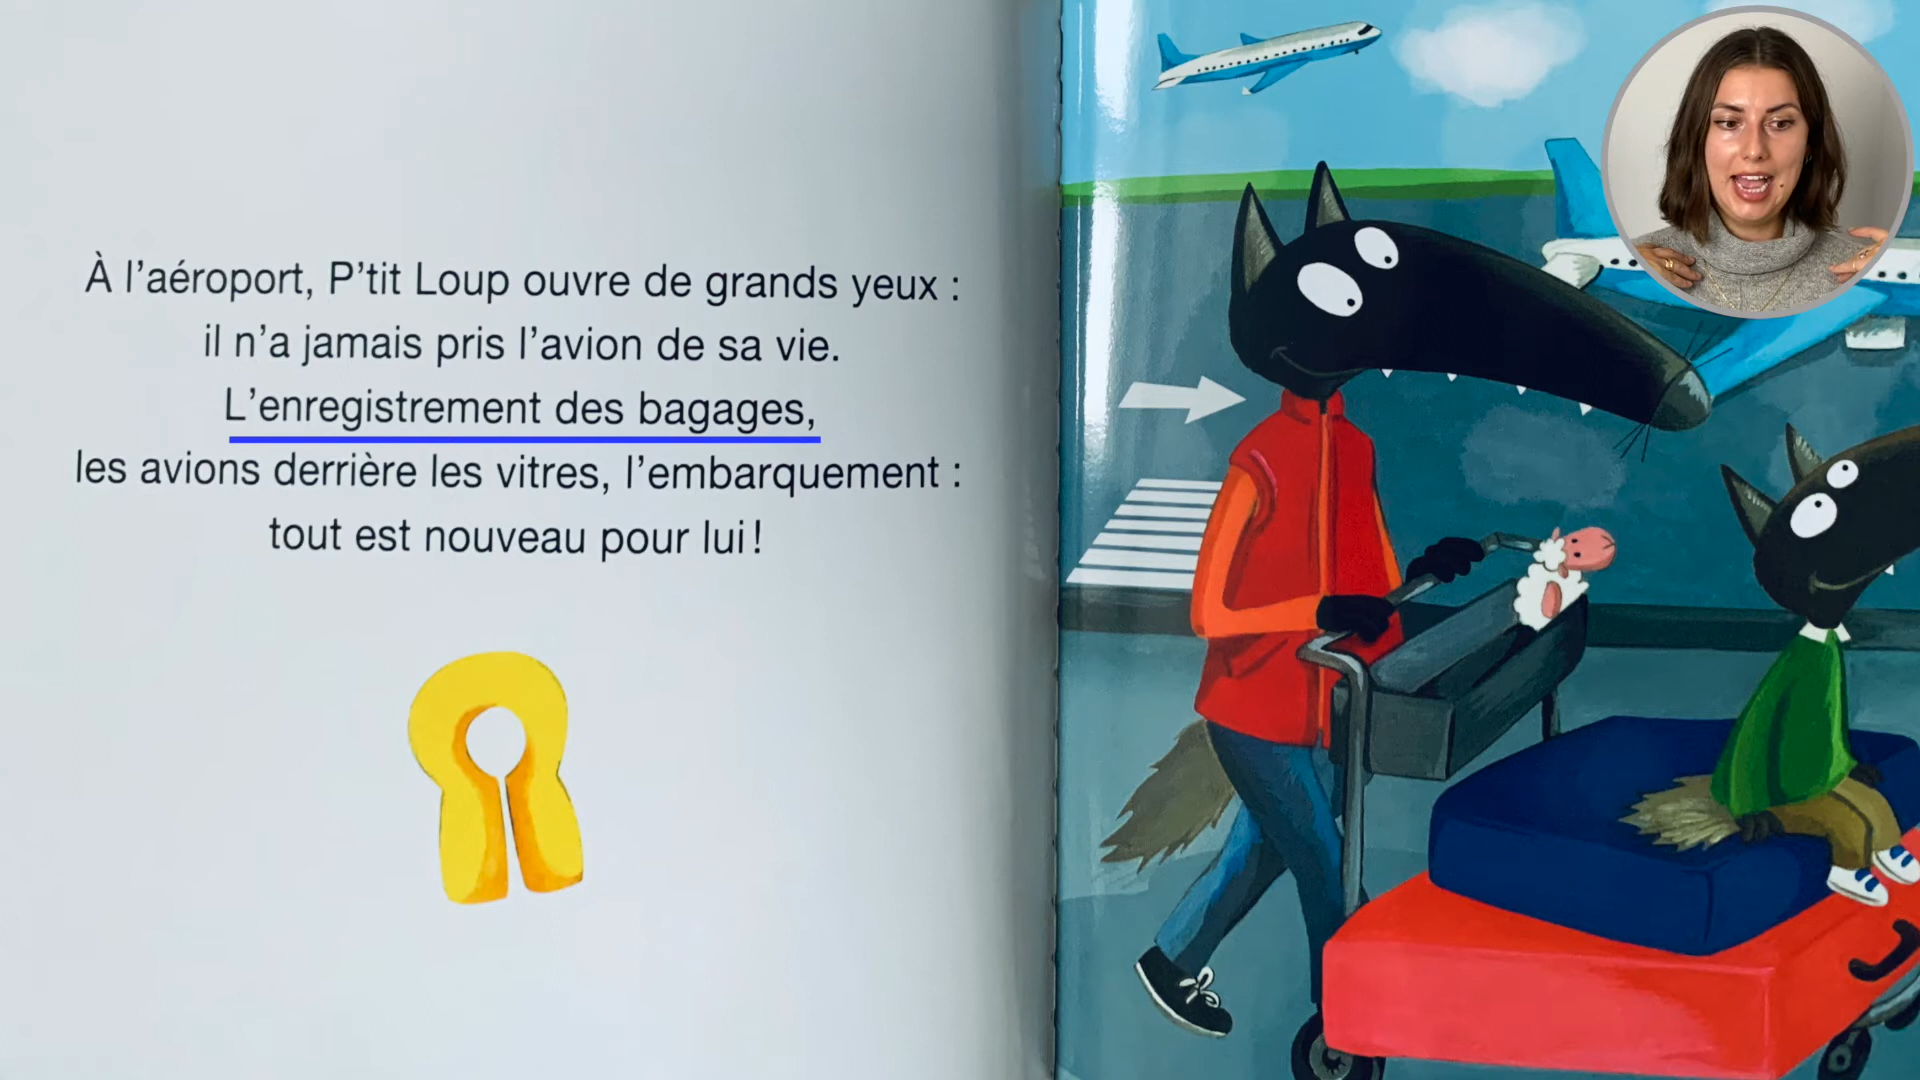 À l'aéroport, P'tit Loup ouvre de grands yeux :
il n'a jamais pris l'avion de sa vie.
L'enregistrement des bagages,
les avions derrière les vitres, l'embarquement :
tout est nouveau pour lui !